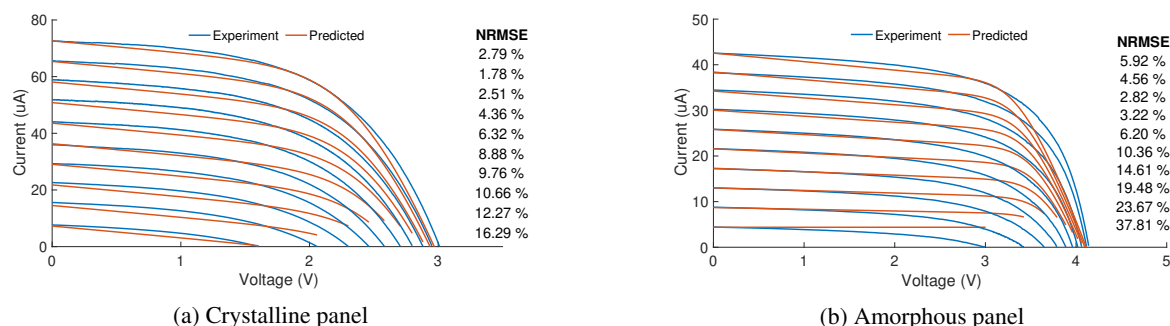 80
60
40
20
0
Current (uA)
0 1 2 3
Voltage (V)
Experiment Predicted
NRMSE
2.79 %
1.78 %
2.51 %
4.36 %
6.32 %
8.88 %
9.76 %
10.66 %
12.27 %
16.29 %
(a) Crystalline panel
50
40
30
20
10
0
Current (uA)
0 1 2 3 4 5
Voltage (V)
Experiment Predicted
NRMSE
5.92 %
4.56 %
2.82 %
3.22 %
6.20 %
10.36 %
14.61 %
19.48 %
23.67 %
37.81 %
(b) Amorphous panel